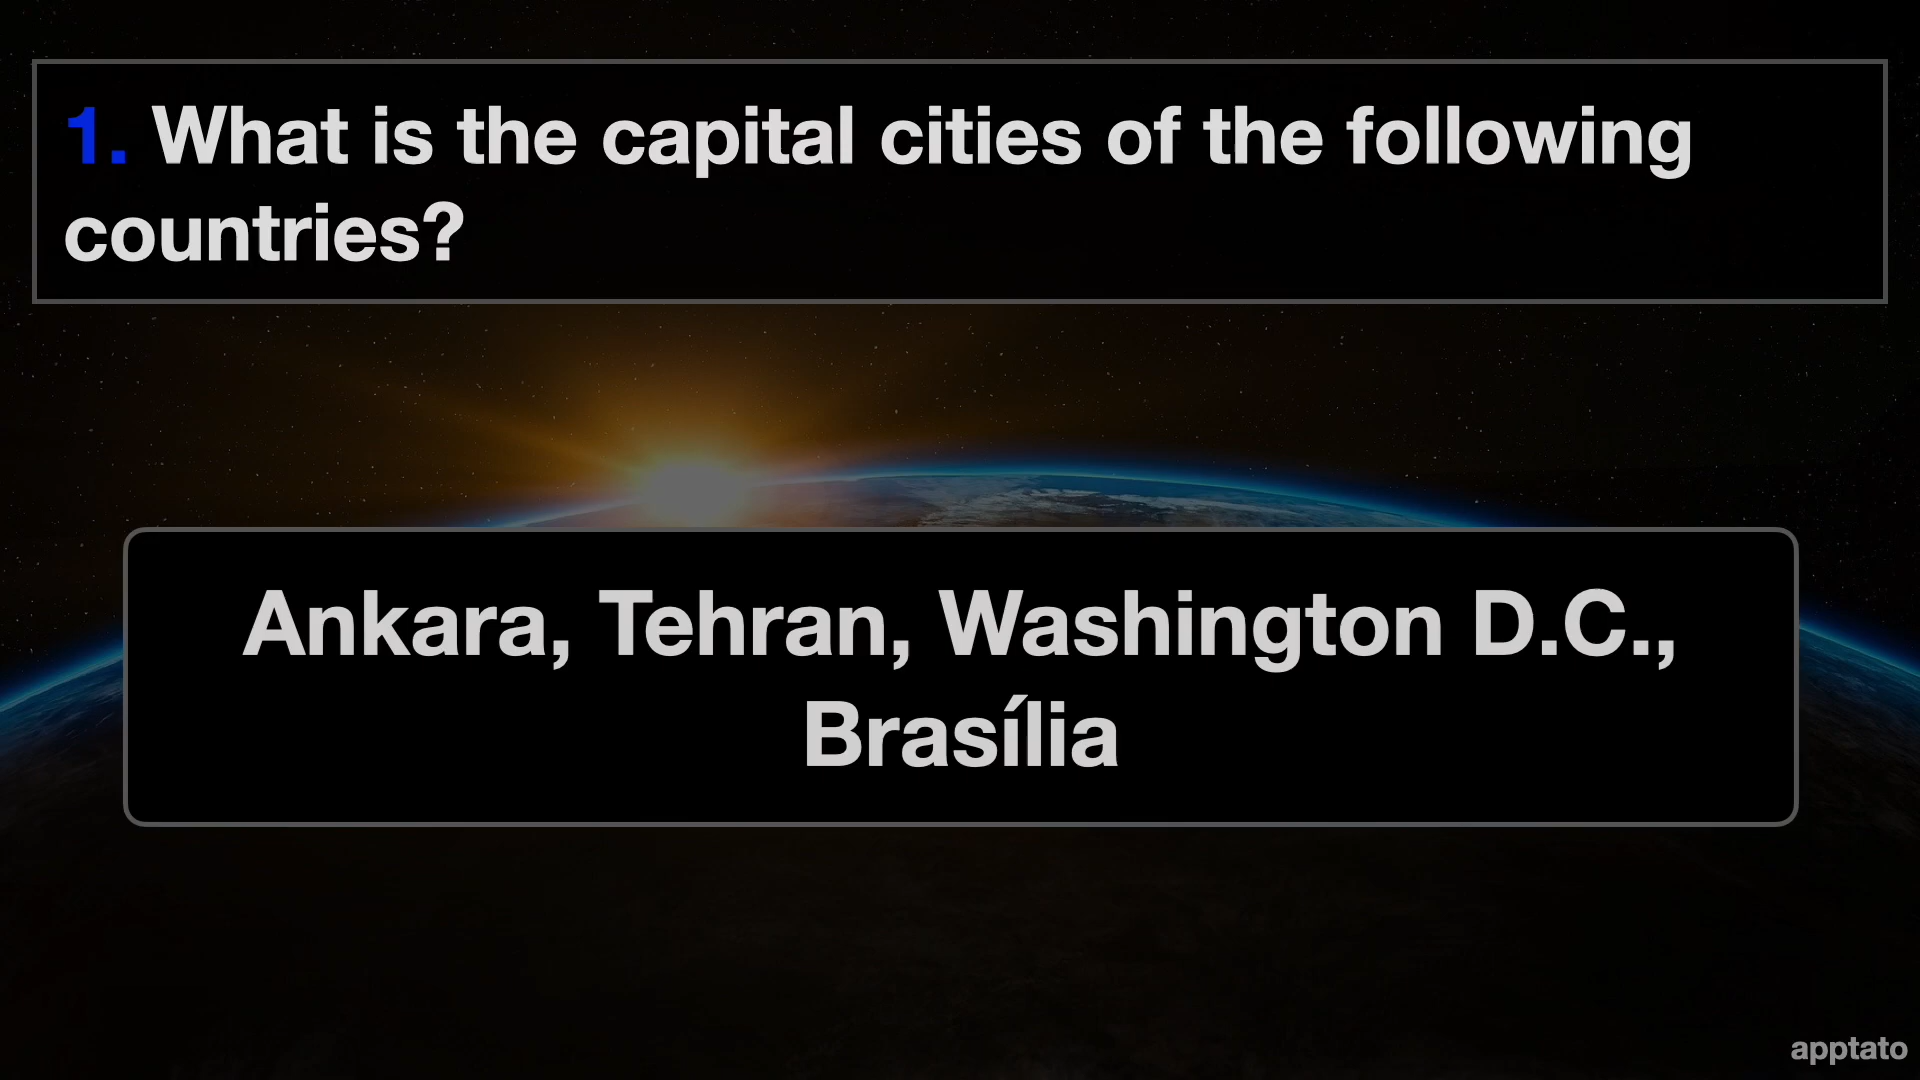 1. What is the capital cities of the following
countries?
Ankara, Tehran, Washington D.C.,
Brasília
apptato